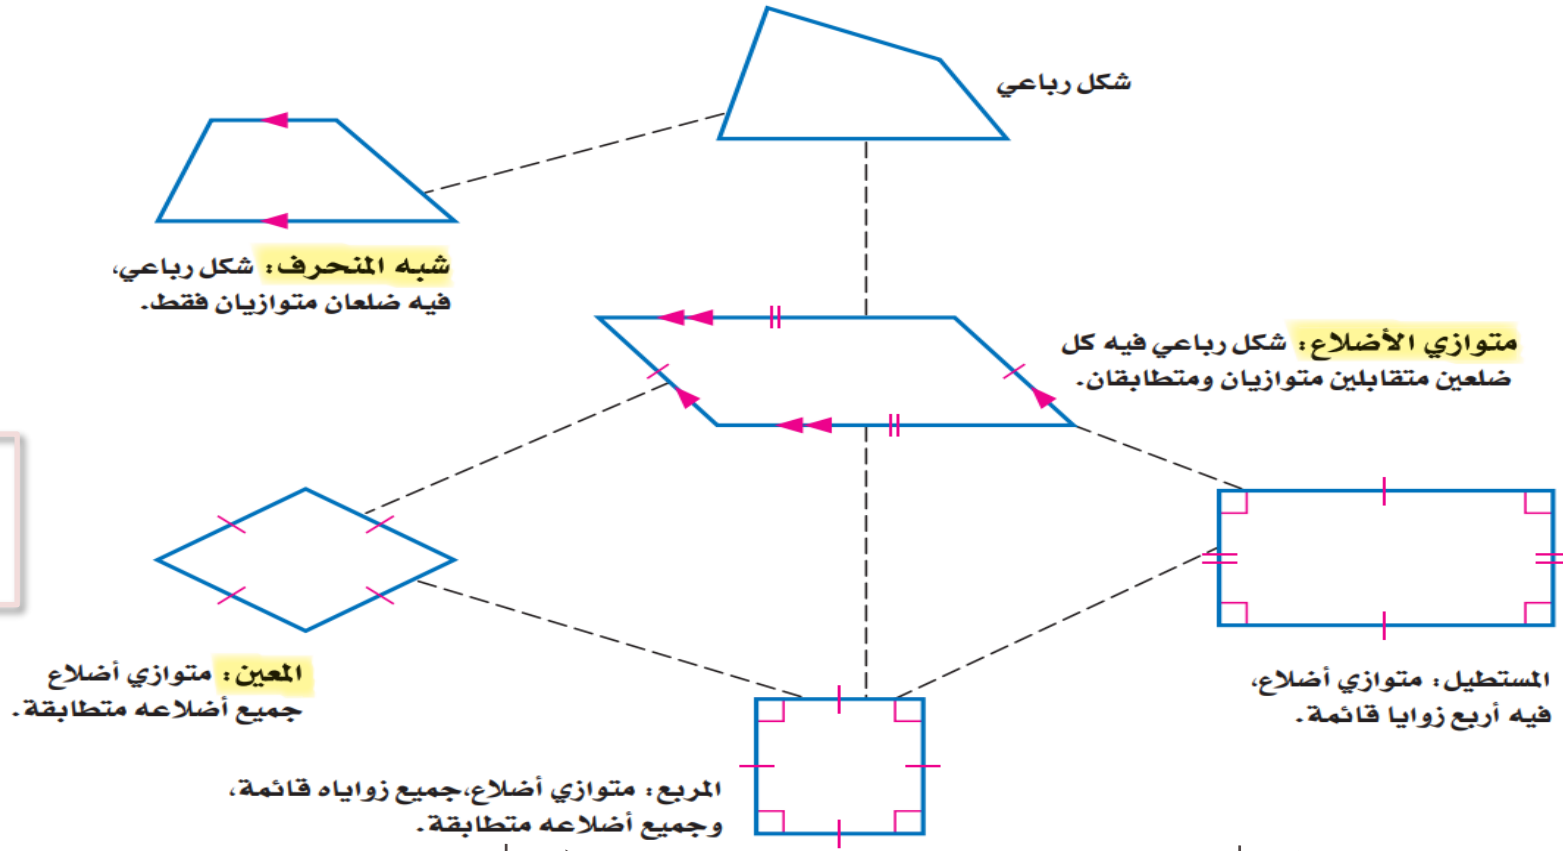 شكل رباعي
شبه المنحرف: شكل رباعي،
فيه ضلعان متوازيان فقط.
متوازي الأضلاع: شكل رباعي فيه كل
ضلعين متقابلين متوازيان ومتطابقان.
المعين: متوازي أضلاع
جميع أضلاعه متطابقة.
المستطيل: متوازي أضلاع،
فيه أربع زوايا قائمة.
المربع: متوازي أضلاع،جميع زواياه قائمة،
وجميع أضلاعه متطابقة.